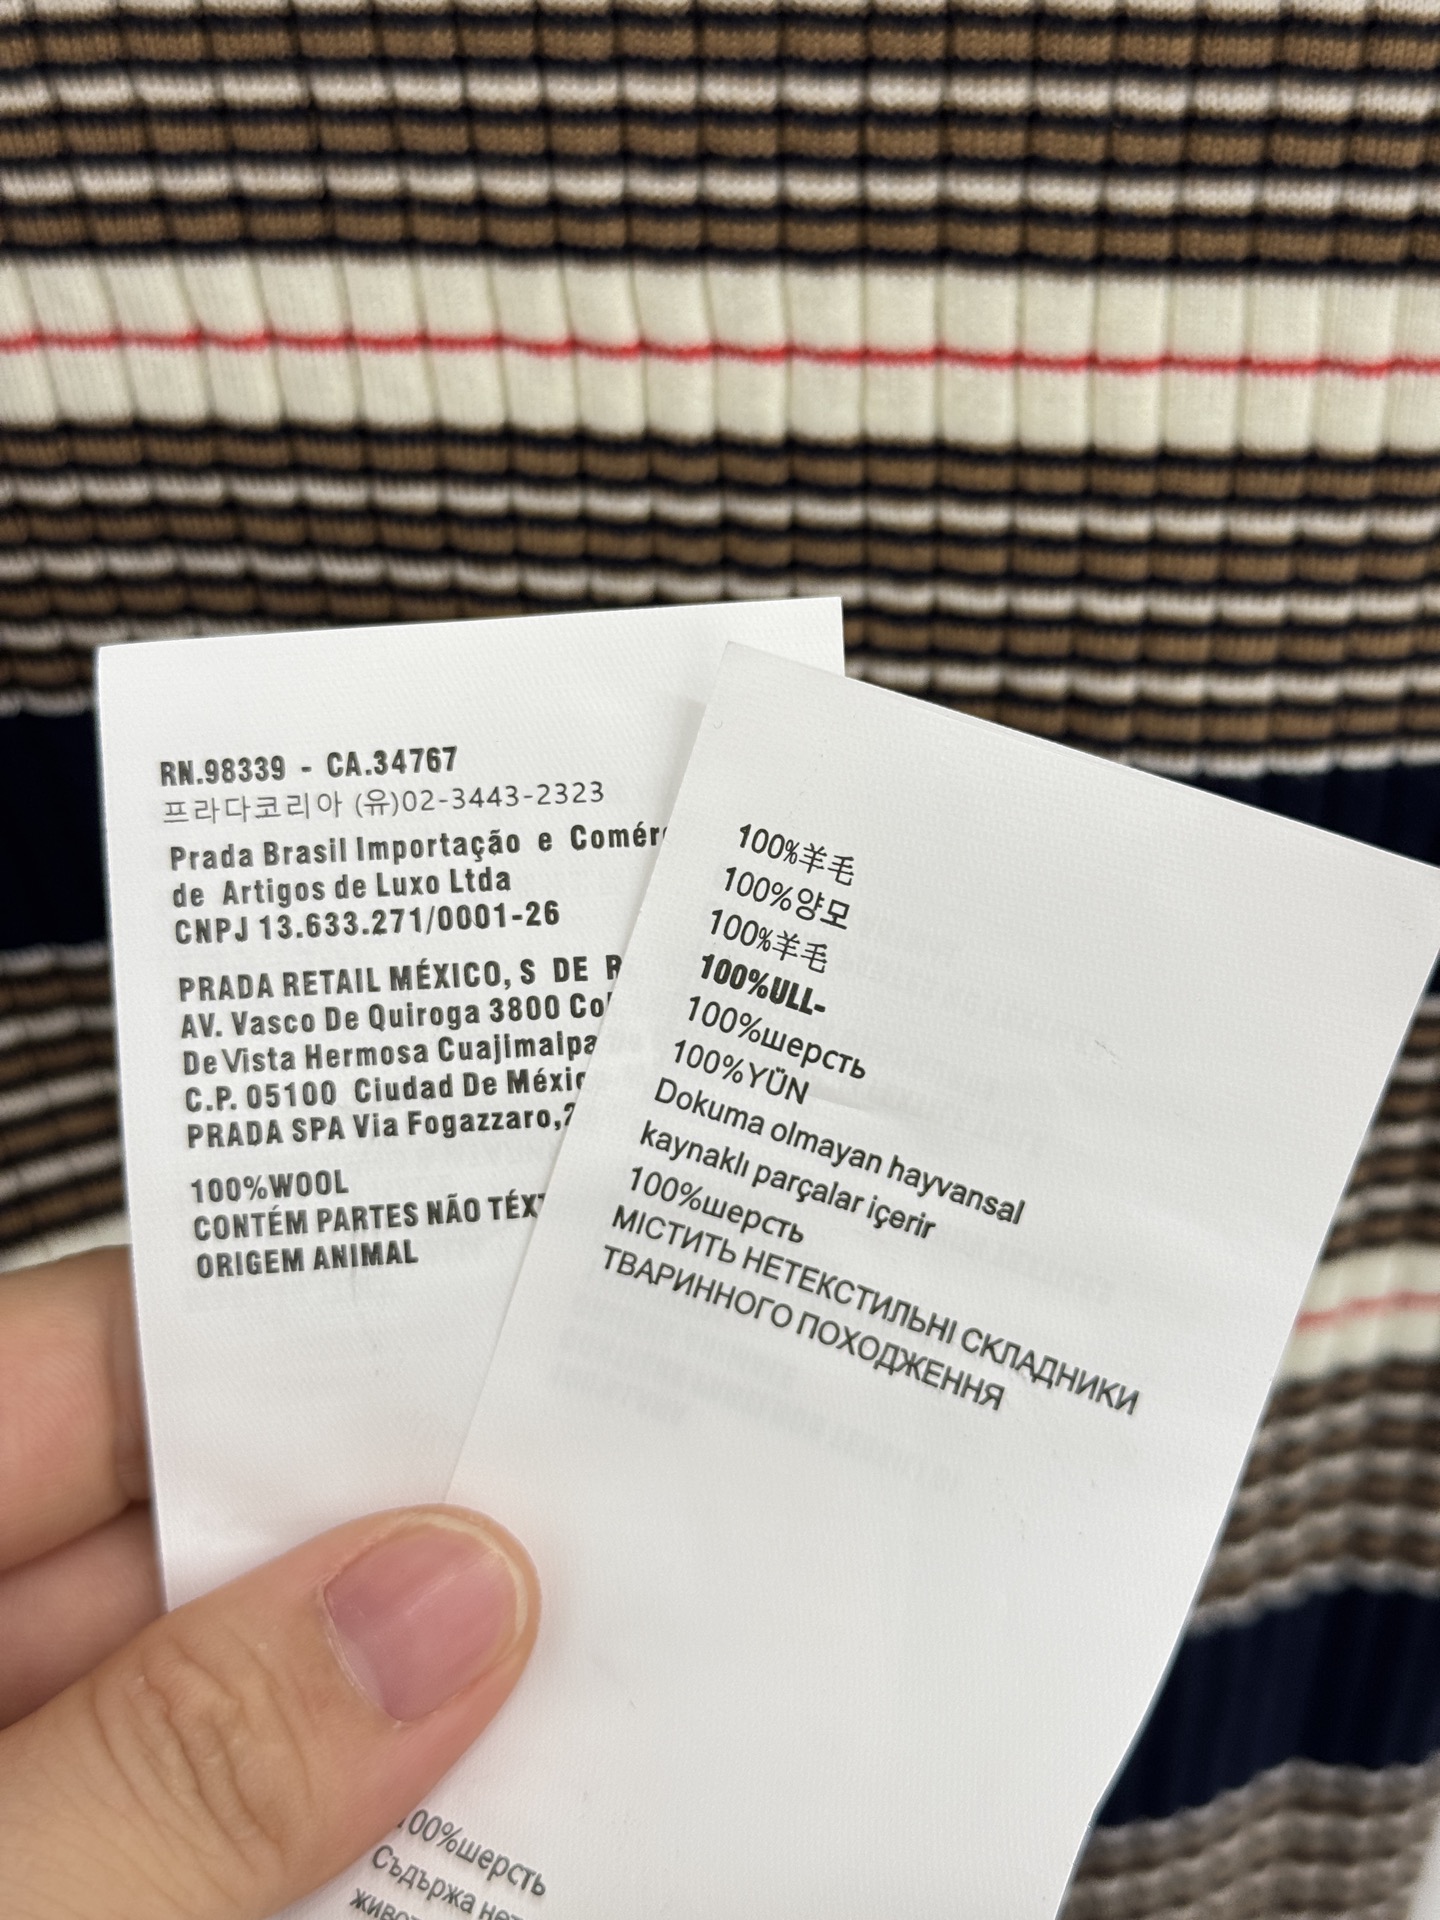 RN.98339 - CA.34767
프라다코리아 (유)02-3443-2323
Prada Brasil Importação e
de Artigos de Luxo Ltda
CNPJ 13.633.271/0001-26
PRADA RETAIL MÉXICO, S DE
AV. Vasco De Quiroga 3800
De Vista Hermosa Cuajimalpa
C.P. 05100 Ciudad De
PRADA SPA Via Fogazzaro,
100%WOOL
CONTÉM PARTES NÃO
ORIGEM ANIMAL
100%羊毛
100%양모
100%羊毛
100%ULL-
100%шерсть
100%YÜN
Dokuma olmayan hayvansal
kaynaklı parçalar içerir
100%шерсть
МІСТИТЬ НЕТЕКСТИЛЬНІ СКЛАДНИКИ
ТВАРИННОГО ПОХОДЖЕННЯ
100%шерсть
Съдържа